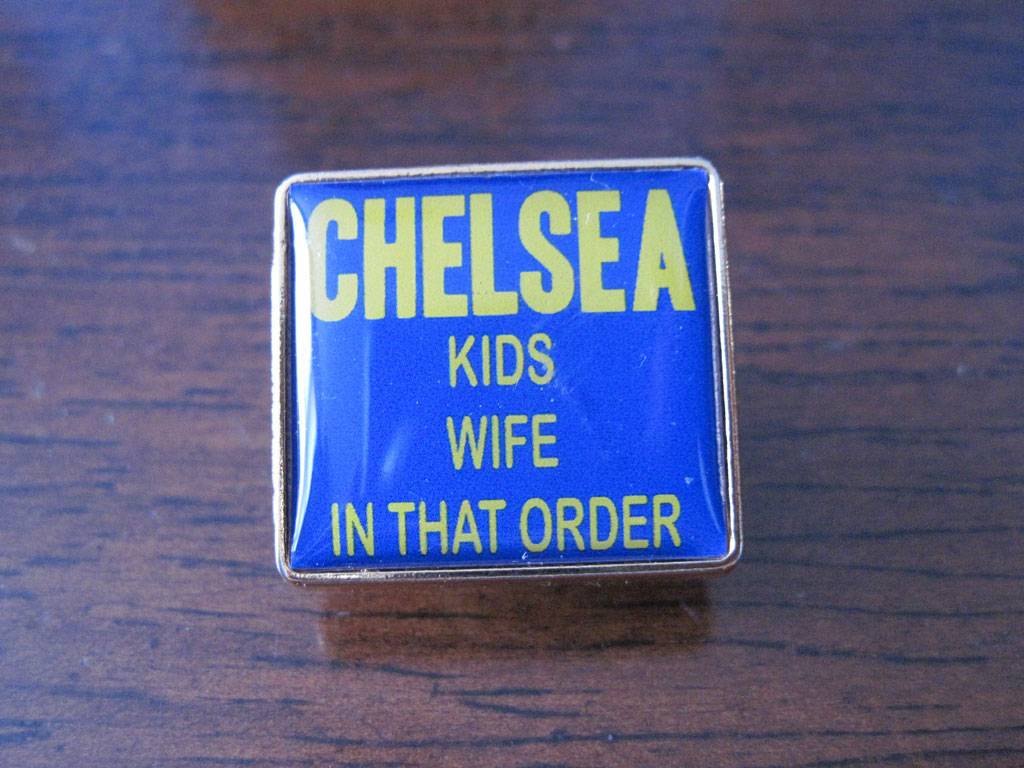 CHELSEA
KIDS
WIFE
IN THAT ORDER